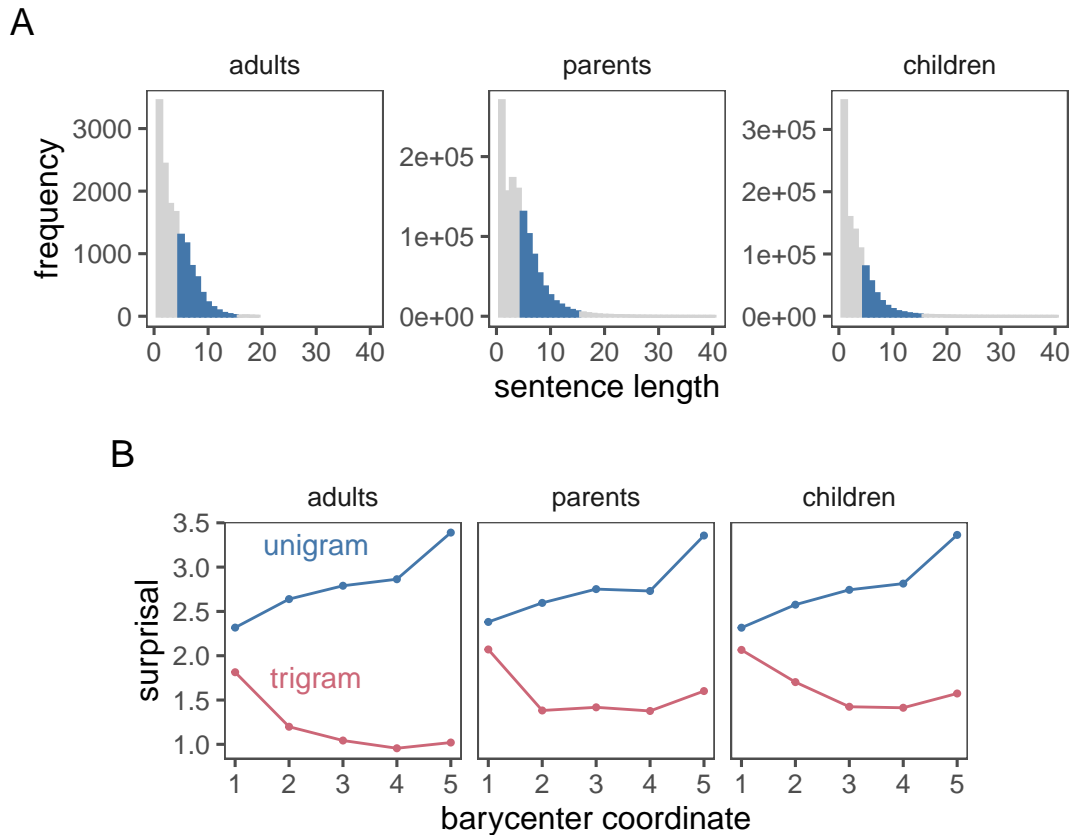 A
adults parents children
frequency
3000
2000
1000
0
2e+05
1e+05
0e+00
3e+05
2e+05
1e+05
0e+00
0 10 20 30 40 0 10 20 30 40 0 10 20 30 40
sentence length
B
adults parents children
surprisal
3.5
3.0
2.5
2.0
1.5
1.0
unigram
trigram
1 2 3 4 5 1 2 3 4 5 1 2 3 4 5
barycenter coordinate